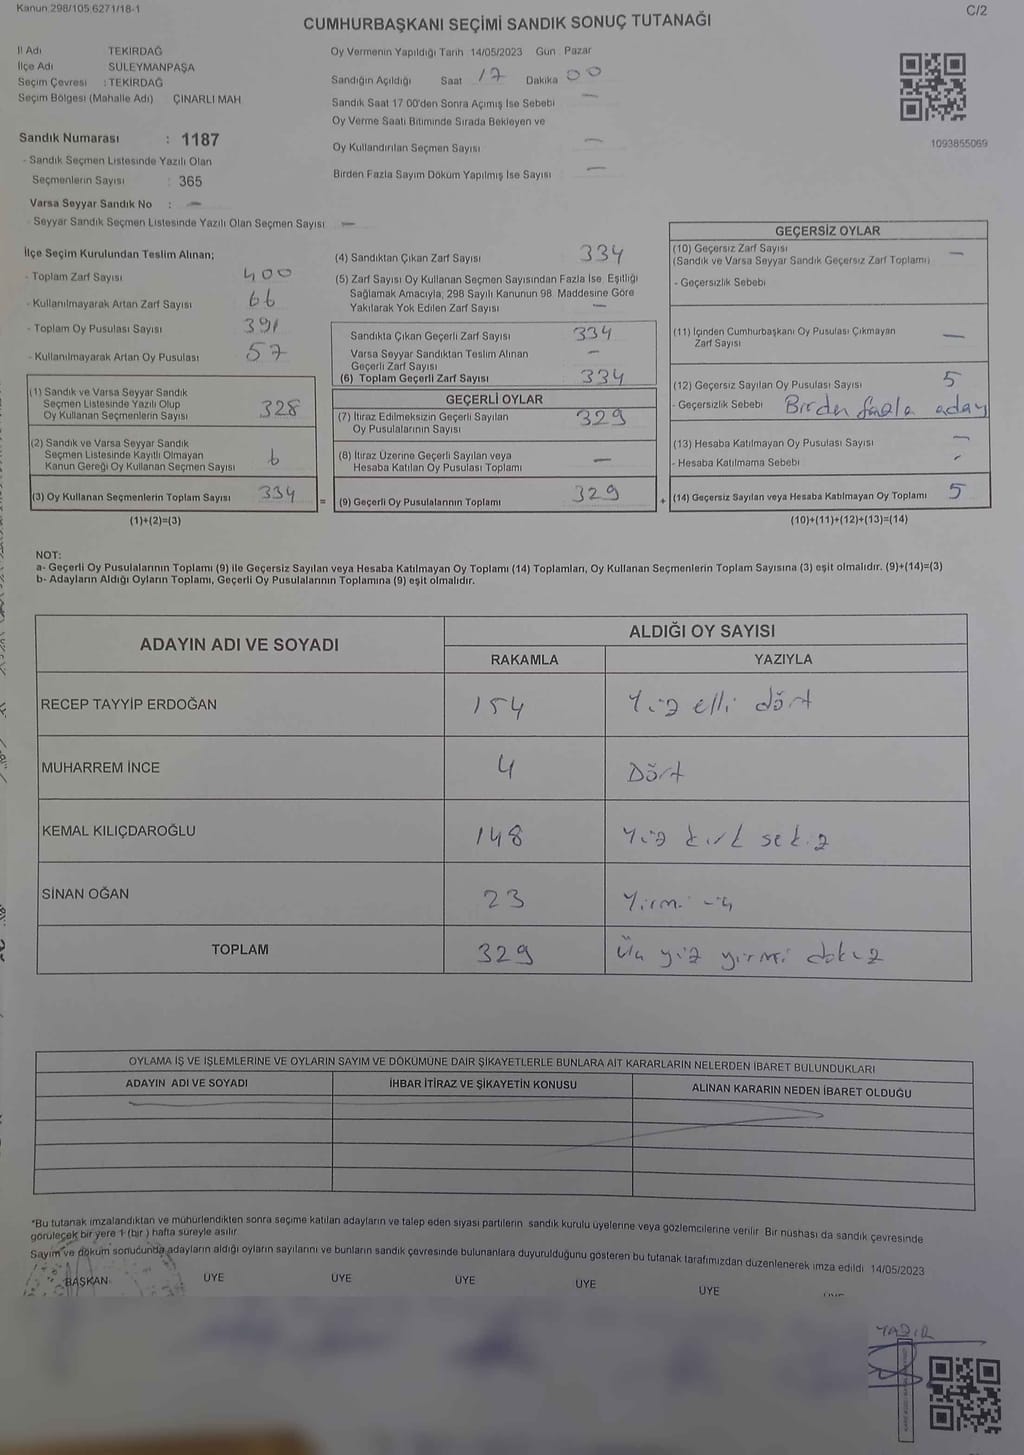 Kanun 298/105,6271/18-1
C/2
CUMHURBAŞKANI SEÇİMİ SANDIK SONUÇ TUTANAĞI
İl Adı TEKİRDAĞ
İlçe Adı SÜLEYMANPAŞA
Seçim Çevresi : TEKİRDAĞ
Seçim Bölgesi (Mahalle Adı) ÇINARLI MAH
Sandık Numarası : 1187
- Sandık Seçmen Listesinde Yazılı Olan
Seçmenlerin Sayısı : 365
Varsa Seyyar Sandık No : —
- Seyyar Sandık Seçmen Listesinde Yazılı Olan Seçmen Sayısı —
Oy Vermenin Yapıldığı Tarih 14/05/2023 Gün Pazar
Sandığın Açıldığı Saat 17 Dakika 00
Sandık Saat 17 00'den Sonra Açımış İse Sebebi —
Oy Verme Saati Bitiminde Sırada Bekleyen ve
Oy Kullandırılan Seçmen Sayısı —
Birden Fazla Sayım Döküm Yapılmış İse Sayısı —
1093855069
İlçe Seçim Kurulundan Teslim Alınan;
- Toplam Zarf Sayısı 400
- Kullanılmayarak Artan Zarf Sayısı 66
- Toplam Oy Pusulası Sayısı 391
- Kullanılmayarak Artan Oy Pusulası 57
(1) Sandık ve Varsa Seyyar Sandık
Seçmen Listesinde Yazılı Olup
Oy Kullanan Seçmenlerin Sayısı 328
(2) Sandık ve Varsa Seyyar Sandık
Seçmen Listesinde Kayıtlı Olmayan
Kanun Gereği Oy Kullanan Seçmen Sayısı 6
(3) Oy Kullanan Seçmenlerin Toplam Sayısı 334 =
(1)+(2)=(3)
(4) Sandıktan Çıkan Zarf Sayısı 334
(5) Zarf Sayısı Oy Kullanan Seçmen Sayısından Fazla İse, Eşitliği
Sağlamak Amacıyla, 298 Sayılı Kanunun 98. Maddesine Göre
Yakılarak Yok Edilen Zarf Sayısı —
Sandıkta Çıkan Geçerli Zarf Sayısı 334
Varsa Seyyar Sandıktan Teslim Alınan
Geçerli Zarf Sayısı —
(6) Toplam Geçerli Zarf Sayısı 334
GEÇERLİ OYLAR
(7) İtiraz Edilmeksizin Geçerli Sayılan
Oy Pusulalarının Sayısı 329
(8) İtiraz Üzerine Geçerli Sayılan veya
Hesaba Katılan Oy Pusulası Toplamı —
(9) Geçerli Oy Pusulalarının Toplamı 329 +
GEÇERSİZ OYLAR
(10) Geçersiz Zarf Sayısı —
(Sandık ve Varsa Seyyar Sandık Geçersiz Zarf Toplamı)
- Geçersizlik Sebebi
(11) İçinden Cumhurbaşkanı Oy Pusulası Çıkmayan
Zarf Sayısı —
(12) Geçersiz Sayılan Oy Pusulası Sayısı 5
- Geçersizlik Sebebi Birden fazla aday
(13) Hesaba Katılmayan Oy Pusulası Sayısı —
- Hesaba Katılmama Sebebi -
(14) Geçersiz Sayılan veya Hesaba Katılmayan Oy Toplamı 5
(10)+(11)+(12)+(13)=(14)
NOT:
a- Geçerli Oy Pusulalarının Toplamı (9) ile Geçersiz Sayılan veya Hesaba Katılmayan Oy Toplamı (14) Toplamları, Oy Kullanan Seçmenlerin Toplam Sayısına (3) eşit olmalıdır. (9)+(14)=(3)
b- Adayların Aldığı Oyların Toplamı, Geçerli Oy Pusulalarının Toplamına (9) eşit olmalıdır.
ADAYIN ADI VE SOYADI ALDIĞI OY SAYISI
RAKAMLA YAZIYLA
RECEP TAYYİP ERDOĞAN 154 Yüz elli dört
MUHARREM İNCE 4 Dört
KEMAL KILIÇDAROĞLU 148 Yüz kırk sekiz
SİNAN OĞAN 23 Yirmi üç
TOPLAM 329 Üç yüz yirmi dokuz
OYLAMA İŞ VE İŞLEMLERİNE VE OYLARIN SAYIM VE DÖKÜMÜNE DAİR ŞİKAYETLERLE BUNLARA AİT KARARLARIN NELERDEN İBARET BULUNDUKLARI
ADAYIN ADI VE SOYADI İHBAR İTİRAZ VE ŞİKAYETİN KONUSU ALINAN KARARIN NEDEN İBARET OLDUĞU
*Bu tutanak imzalandıktan ve mühürlendikten sonra seçime katılan adayların ve talep eden siyasi partilerin sandık kurulu üyelerine veya gözlemcilerine verilir Bir nüshası da sandık çevresinde
görülecek bir yere 1 (bir) hafta süreyle asılır
Sayım ve döküm sonucunda adayların aldığı oyların sayılarını ve bunların sandık çevresinde bulunanlara duyurulduğunu gösteren bu tutanak tarafımızdan düzenlenerek imza edildi 14/05/2023
BAŞKAN ÜYE ÜYE ÜYE ÜYE ÜYE